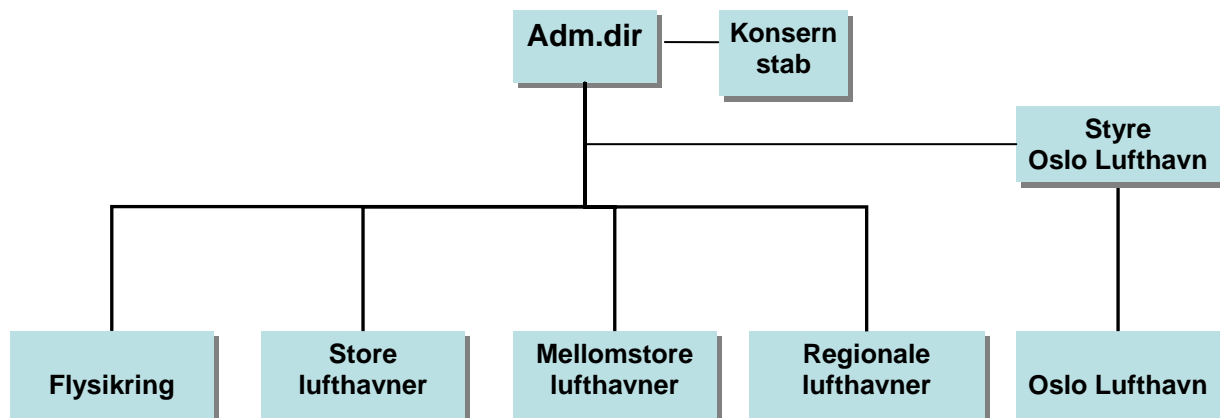 Adm.dir
Konsern
stab
Styre
Oslo Lufthavn
Flysikring
Store
lufthavner
Mellomstore
lufthavner
Regionale
lufthavner
Oslo Lufthavn